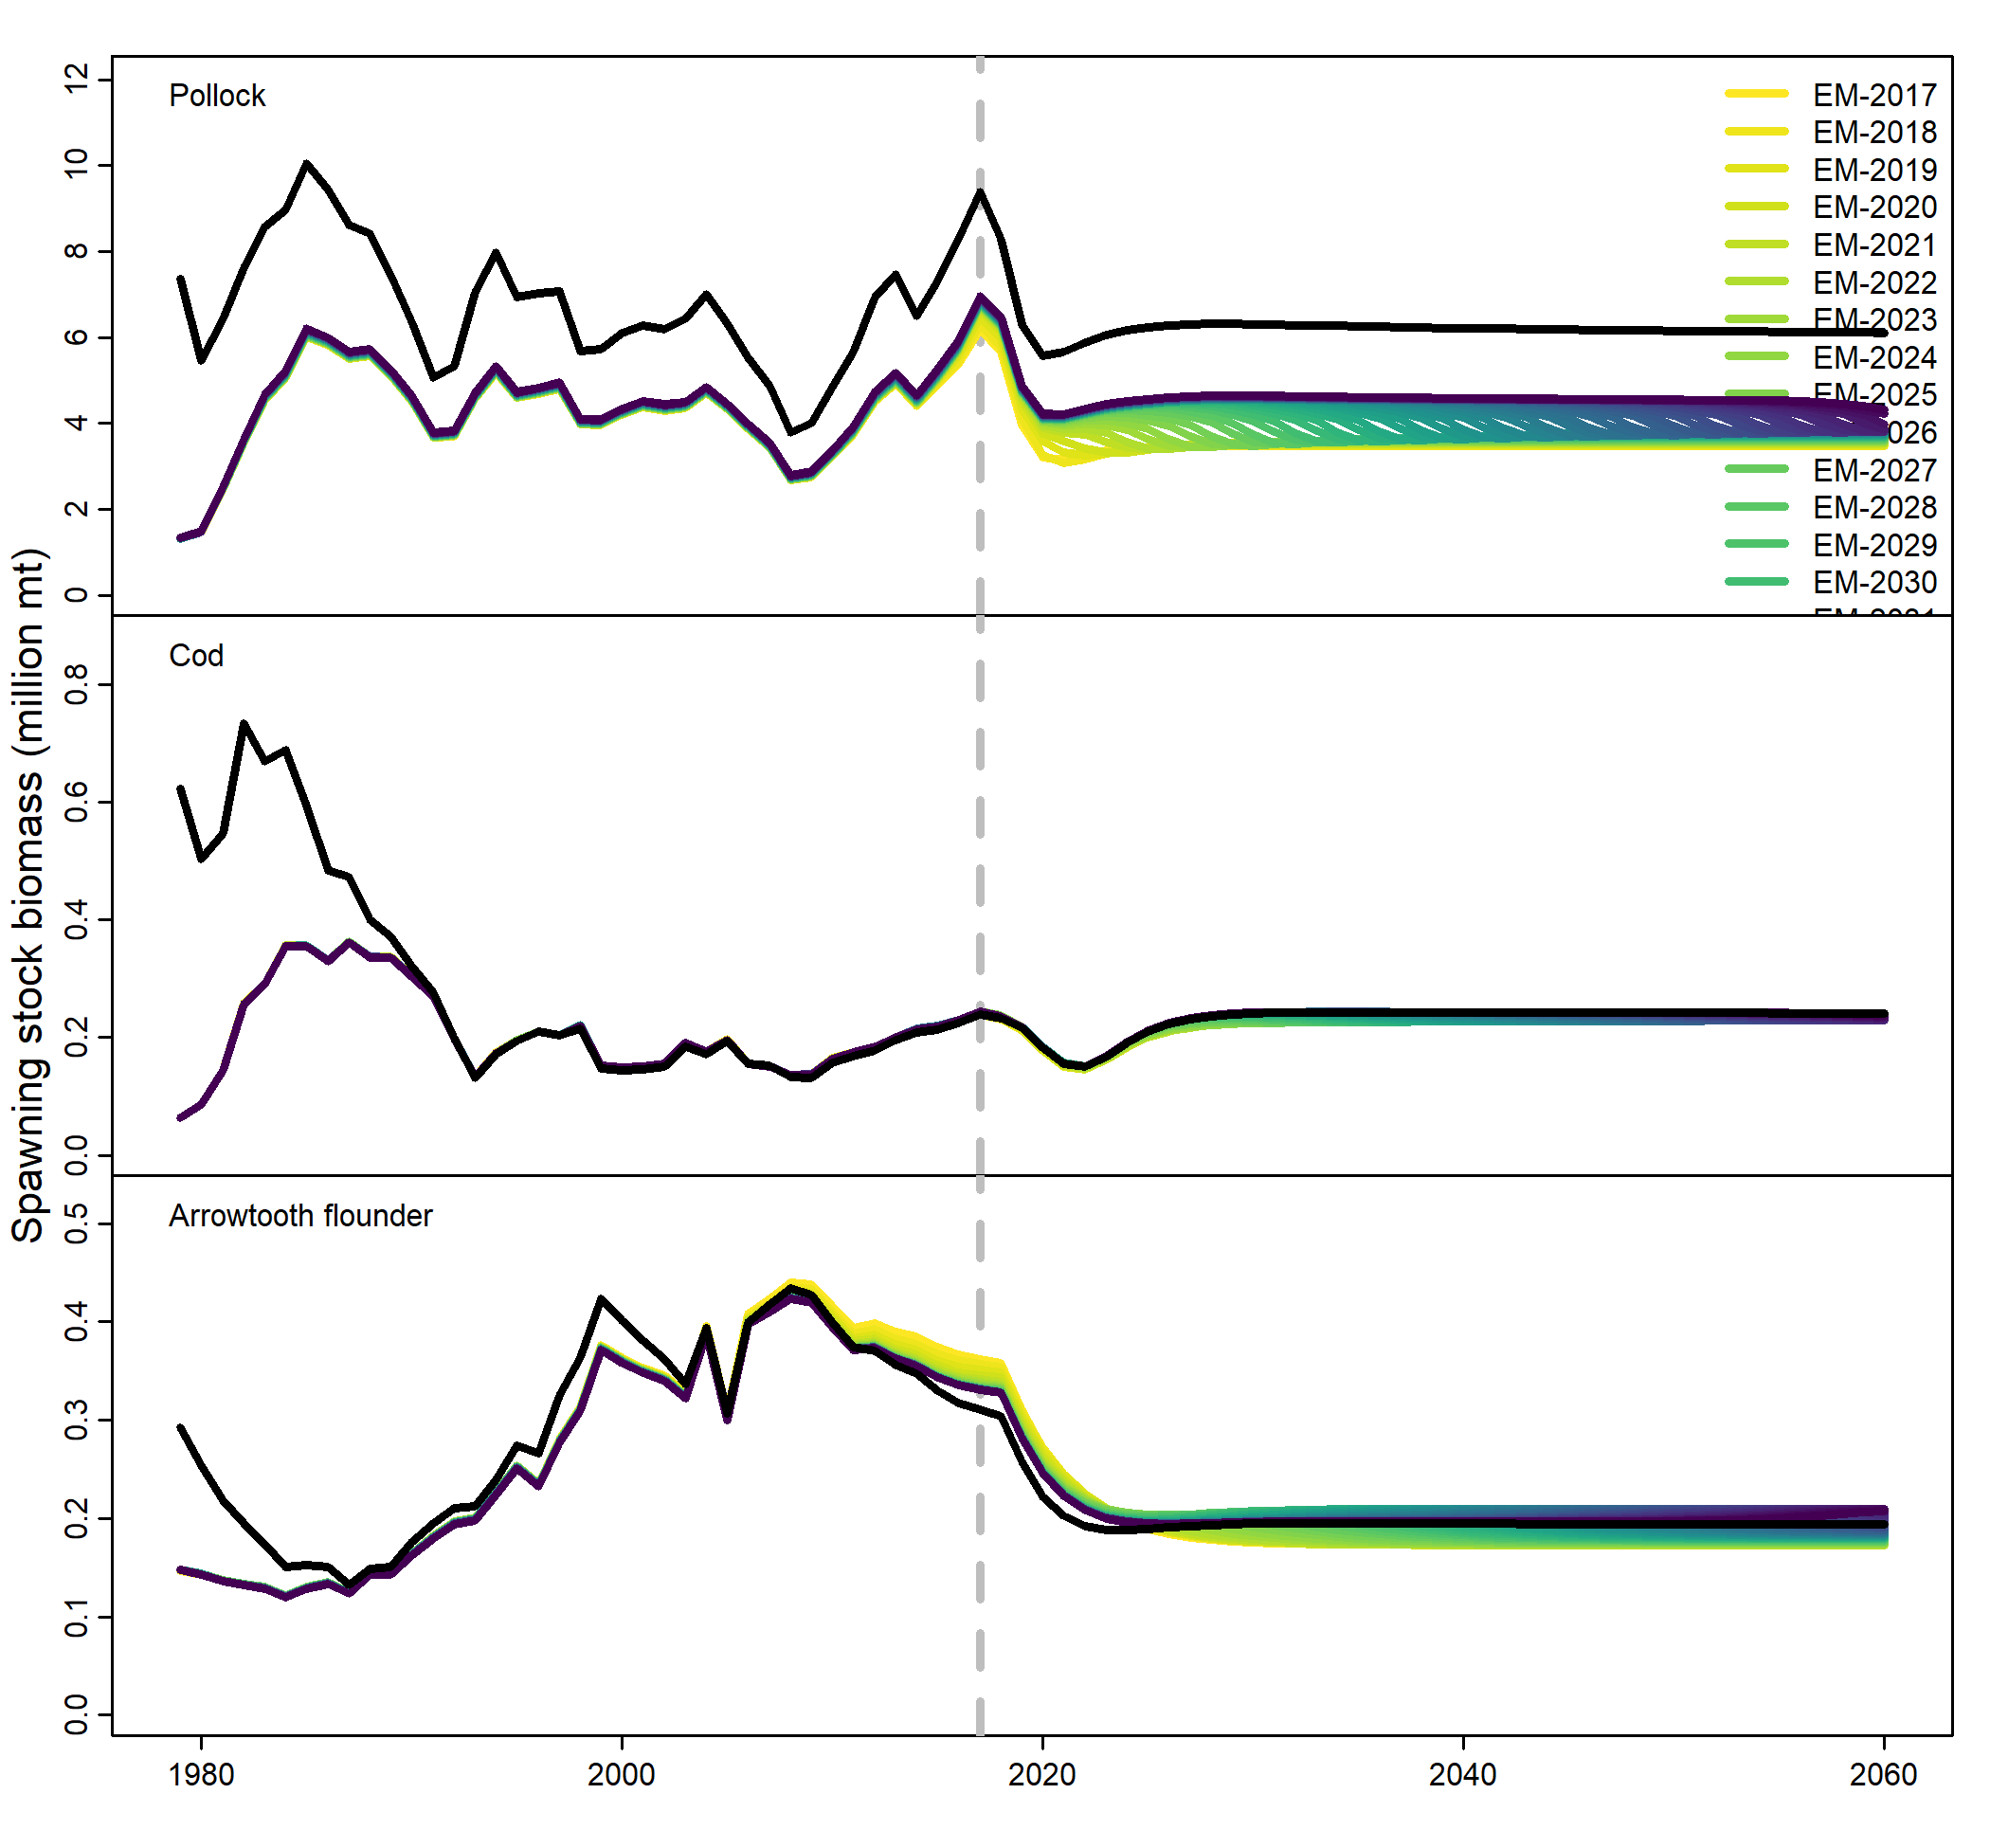 Spawning stock biomass (million mt)
Pollock
12
10
8
6
4
2
0
EM-2017
EM-2018
EM-2019
EM-2020
EM-2021
EM-2022
EM-2023
EM-2024
EM-2025
026
EM-2027
EM-2028
EM-2029
EM-2030
Cod
0.8
0.6
0.4
0.2
0.0
Arrowtooth flounder
0.5
0.4
0.3
0.2
0.1
0.0
1980 2000 2020 2040 2060